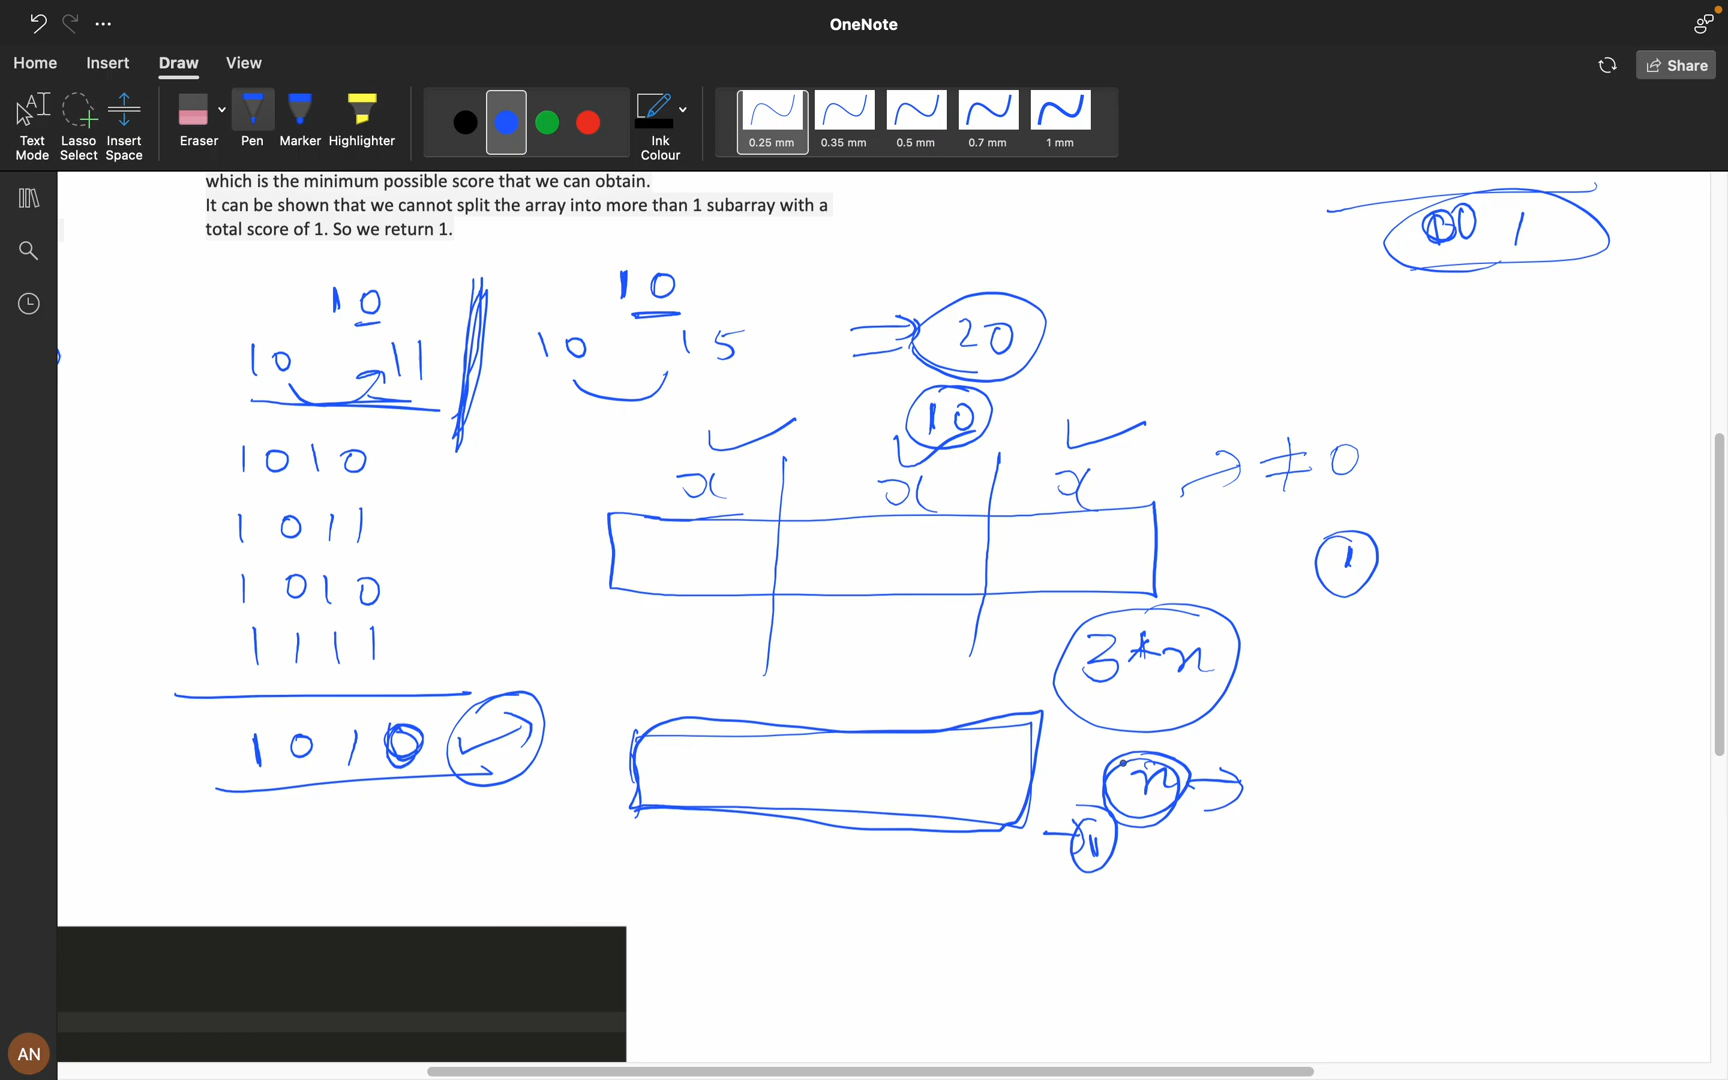 OneNote
Home Insert Draw View
Share
Text Mode
Lasso Select
Insert Space
Eraser
Pen
Marker
Highlighter
Ink Colour
0.25 mm
0.35 mm
0.5 mm
0.7 mm
1 mm
which is the minimum possible score that we can obtain.
It can be shown that we cannot split the array into more than 1 subarray with a
total score of 1. So we return 1.
0 1
10
10 11
10
10 15
20
10
1010
1011
1010
1111
1010
x x x
≠ 0
1
3*x
x
AN